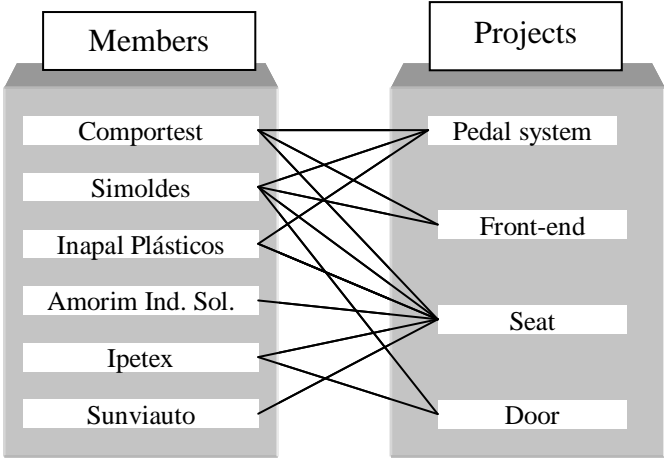 Members
Projects
Comportest
Simoldes
Inapal Plásticos
Amorim Ind. Sol.
Ipetex
Sunviauto
Pedal system
Front-end
Seat
Door